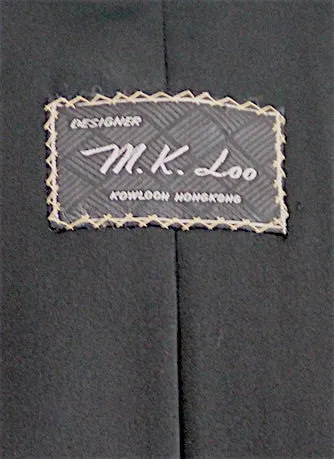 DESIGNER
M. K. Loo
KOWLOON HONGKONG